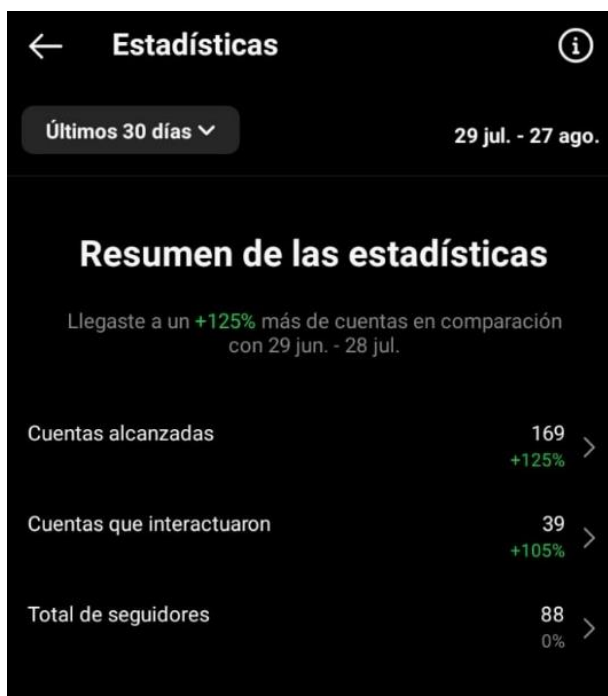 Estadísticas
Últimos 30 días
29 jul. - 27 ago.
Resumen de las estadísticas
Llegaste a un +125% más de cuentas en comparación
con 29 jun. - 28 jul.
Cuentas alcanzadas
169
+125%
Cuentas que interactuaron
39
+105%
Total de seguidores
88
0%